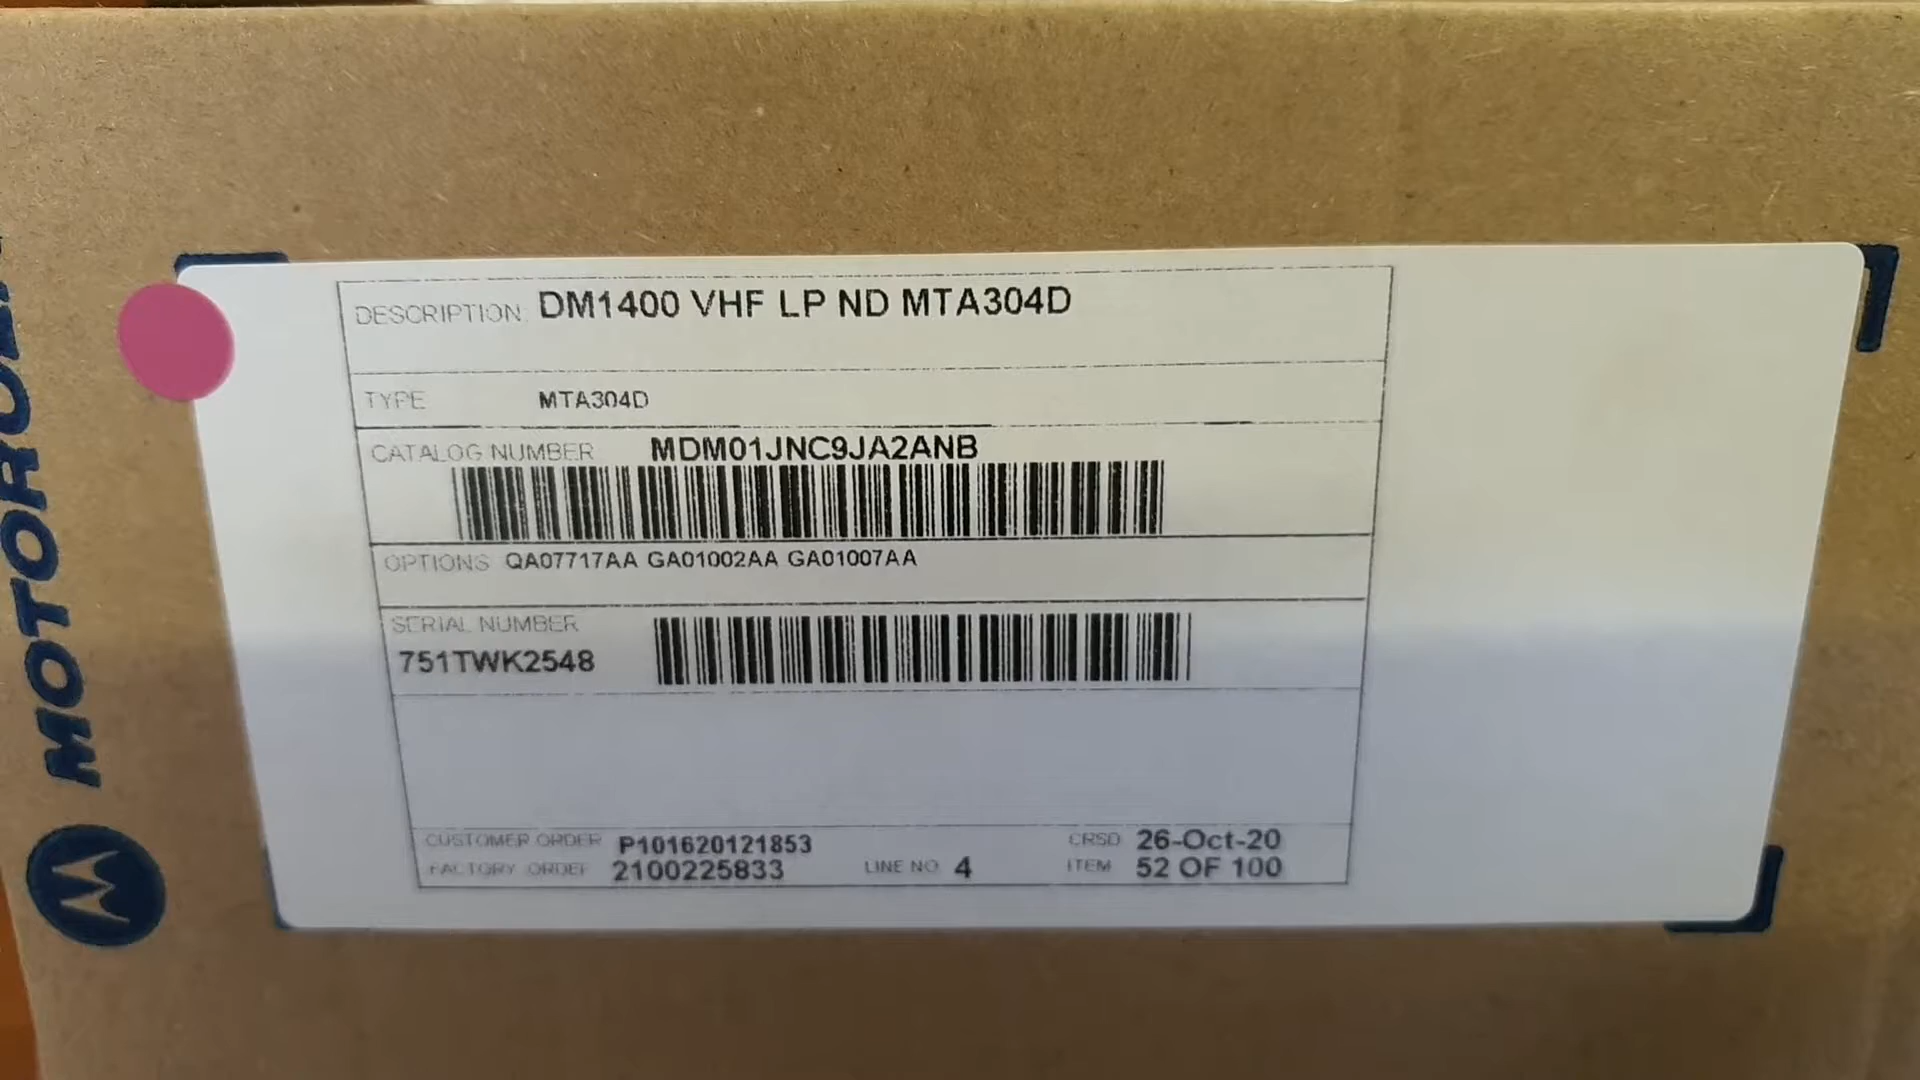 MOTOROLA
DESCRIPTION: DM1400 VHF LP ND MTA304D
TYPE MTA304D
CATALOG NUMBER MDM01JNC9JA2ANB
OPTIONS QA07717AA GA01002AA GA01007AA
SERIAL NUMBER
751TWK2548
CUSTOMER ORDER P101620121853 CRSD 26-Oct-20
FACTORY ORDER 2100225833 LINE NO 4 ITEM 52 OF 100